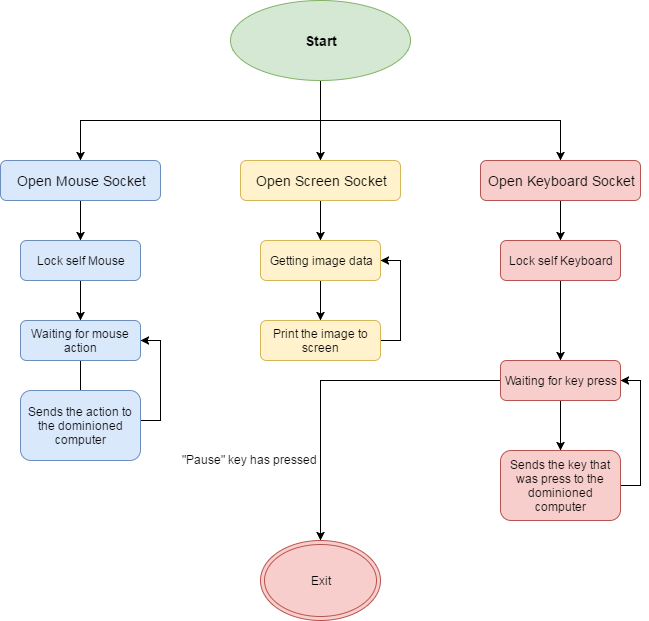 Start
Open Mouse Socket
Open Screen Socket
Open Keyboard Socket
Lock self Mouse
Getting image data
Lock self Keyboard
Waiting for mouse
action
Print the image to
screen
Waiting for key press
Sends the action to
the dominioned
computer
"Pause" key has pressed
Sends the key that
was press to the
dominioned
computer
Exit